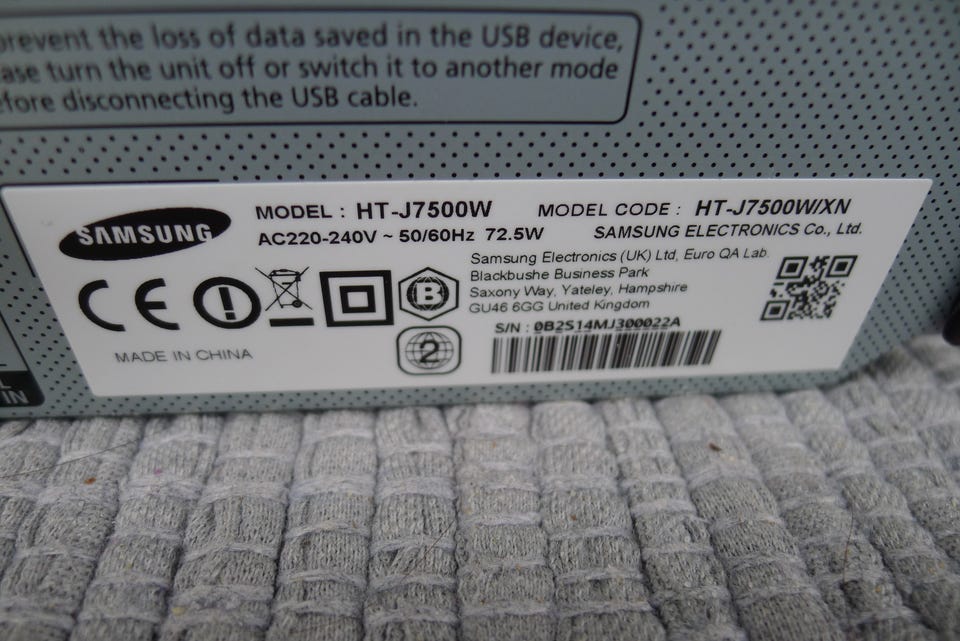 prevent the loss of data saved in the USB device,
ase turn the unit off or switch it to another mode
efore disconnecting the USB cable.
SAMSUNG
MODEL : HT-J7500W MODEL CODE : HT-J7500W/XN
AC220-240V ~ 50/60Hz 72.5W SAMSUNG ELECTRONICS Co., Ltd.
Samsung Electronics (UK) Ltd, Euro QA Lab.
Blackbushe Business Park
Saxony Way, Yateley, Hampshire
GU46 6GG United Kingdom
CE
B
S/N : 0B2S14MJ300022A
2
MADE IN CHINA
L
IN